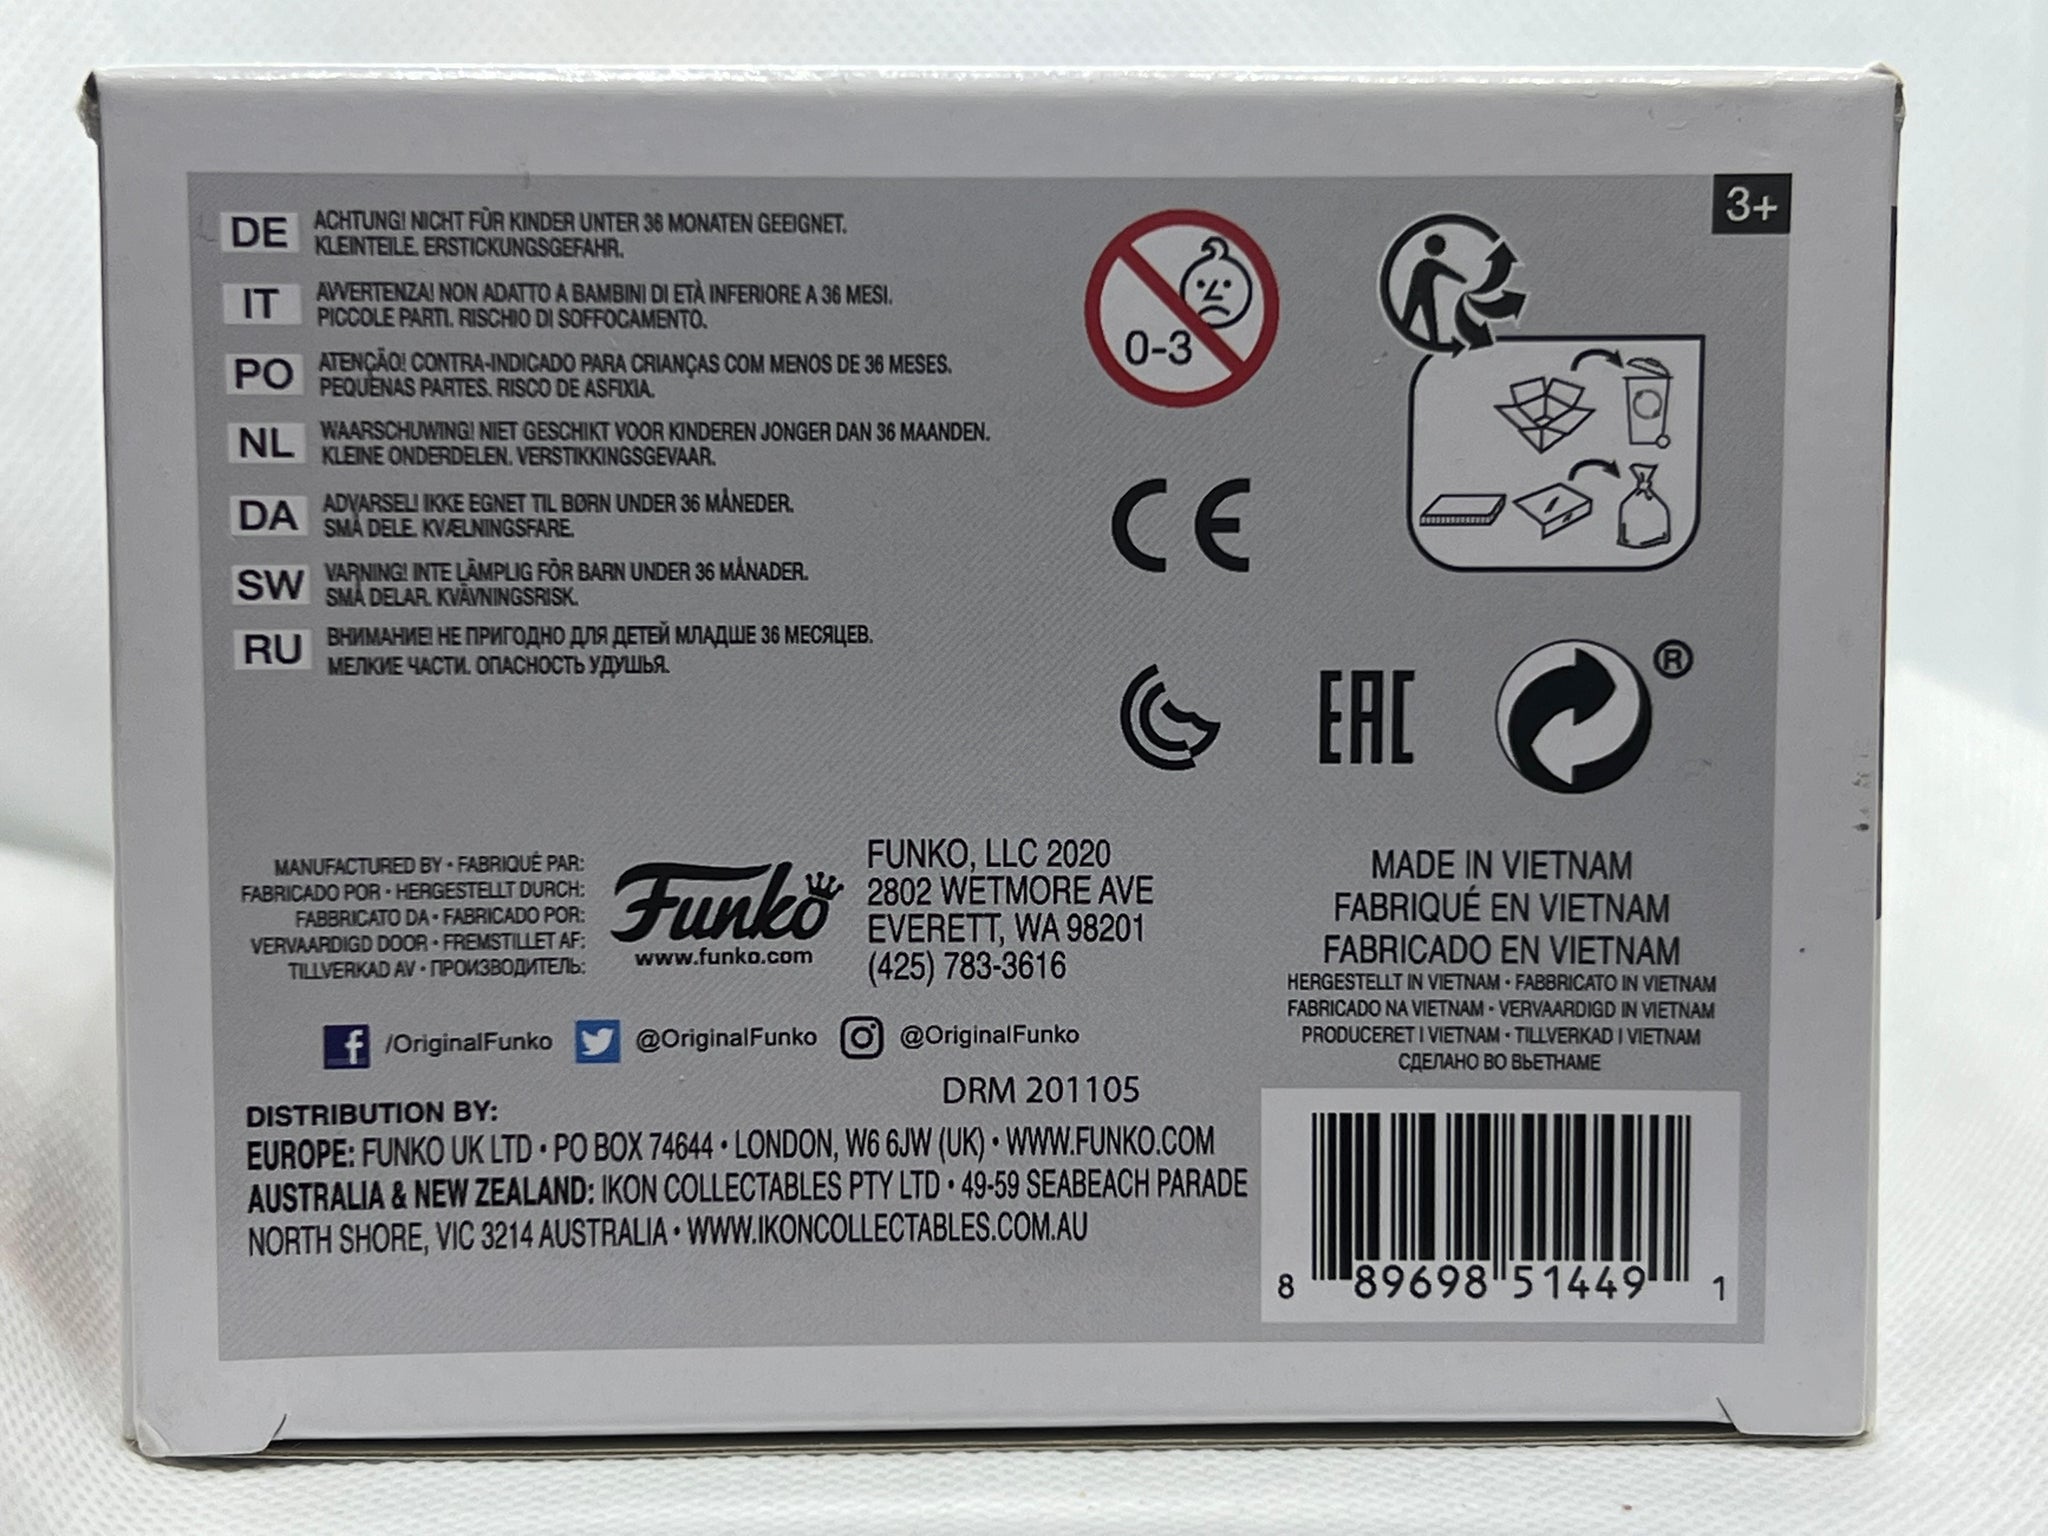 3+
DE
ACHTUNG! NICHT FÜR KINDER UNTER 36 MONATEN GEEIGNET.
KLEINTEILE. ERSTICKUNGSGEFAHR.
IT
AVVERTENZA! NON ADATTO A BAMBINI DI ETÀ INFERIORE A 36 MESI.
PICCOLE PARTI. RISCHIO DI SOFFOCAMENTO.
PO
ATENÇÃO! CONTRA-INDICADO PARA CRIANÇAS COM MENOS DE 36 MESES.
PEQUENAS PARTES. RISCO DE ASFIXIA.
NL
WAARSCHUWING! NIET GESCHIKT VOOR KINDEREN JONGER DAN 36 MAANDEN.
KLEINE ONDERDELEN. VERSTIKKINGSGEVAAR.
DA
ADVARSEL! IKKE EGNET TIL BØRN UNDER 36 MÅNEDER.
SMÅ DELE. KVÆLNINGSFARE.
SW
VARNING! INTE LÄMPLIG FÖR BARN UNDER 36 MÅNADER.
SMÅ DELAR. KVÄVNINGSRISK.
RU
ВНИМАНИЕ! НЕ ПРИГОДНО ДЛЯ ДЕТЕЙ МЛАДШЕ 36 МЕСЯЦЕВ.
МЕЛКИЕ ЧАСТИ. ОПАСНОСТЬ УДУШЬЯ.
0-3
CE
EAC
®
MANUFACTURED BY • FABRIQUÉ PAR:
FABRICADO POR • HERGESTELLT DURCH:
FABBRICATO DA • FABRICADO POR:
VERVAARDIGD DOOR • FREMSTILLET AF:
TILLVERKAD AV • ПРОИЗВОДИТЕЛЬ:
Funko
www.funko.com
FUNKO, LLC 2020
2802 WETMORE AVE
EVERETT, WA 98201
(425) 783-3616
MADE IN VIETNAM
FABRIQUÉ EN VIETNAM
FABRICADO EN VIETNAM
HERGESTELLT IN VIETNAM • FABBRICATO IN VIETNAM
FABRICADO NA VIETNAM • VERVAARDIGD IN VIETNAM
PRODUCERET I VIETNAM • TILLVERKAD I VIETNAM
СДЕЛАНО ВО ВЬЕТНАМЕ
f /OriginalFunko @OriginalFunko @OriginalFunko
DRM 201105
DISTRIBUTION BY:
EUROPE: FUNKO UK LTD • PO BOX 74644 • LONDON, W6 6JW (UK) • WWW.FUNKO.COM
AUSTRALIA & NEW ZEALAND: IKON COLLECTABLES PTY LTD • 49-59 SEABEACH PARADE
NORTH SHORE, VIC 3214 AUSTRALIA • WWW.IKONCOLLECTABLES.COM.AU
8 89698 51449 1